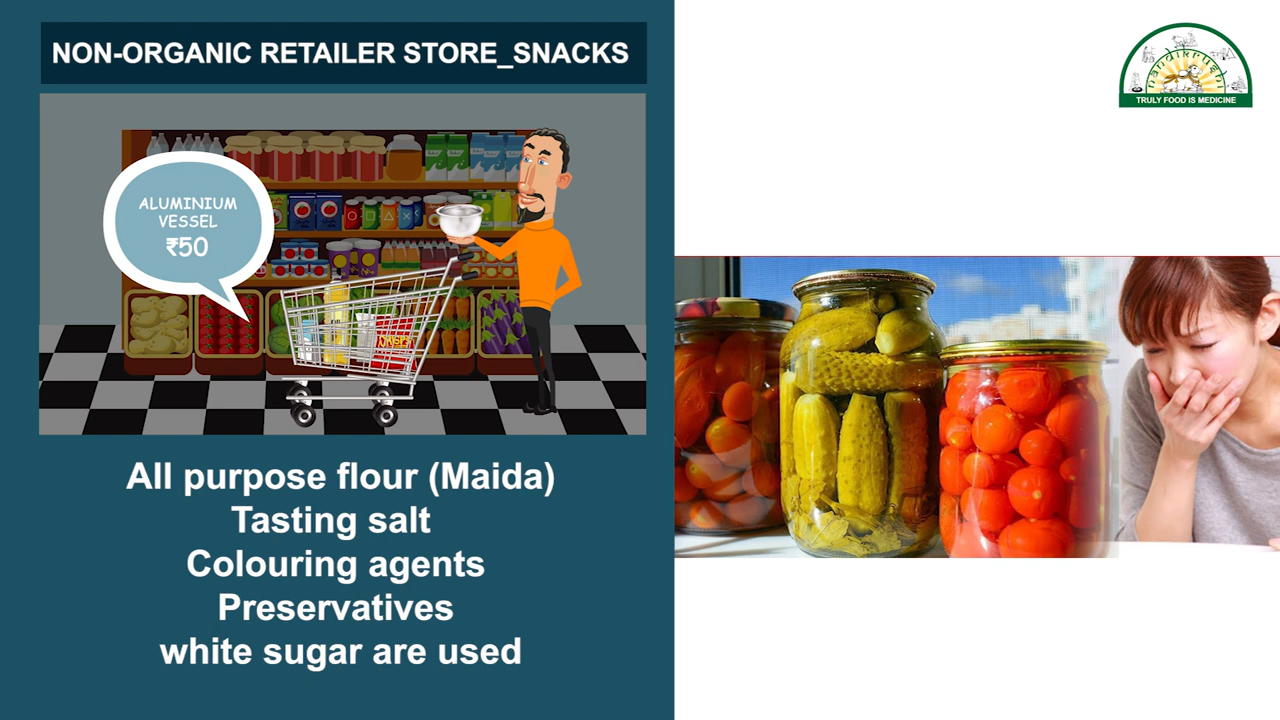 NON-ORGANIC RETAILER STORE_SNACKS
ALUMINIUM
VESSEL
₹50
All purpose flour (Maida)
Tasting salt
Colouring agents
Preservatives
white sugar are used
nandikrushi
TRULY FOOD IS MEDICINE